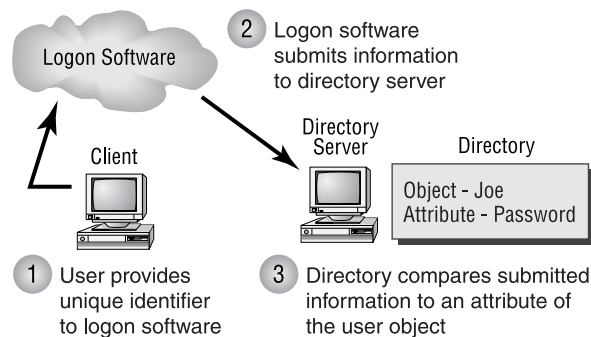 Logon Software
2 Logon software
submits information
to directory server
Client
Directory
Server
Directory
Object - Joe
Attribute - Password
1 User provides
unique identifier
to logon software
3 Directory compares submitted
information to an attribute of
the user object